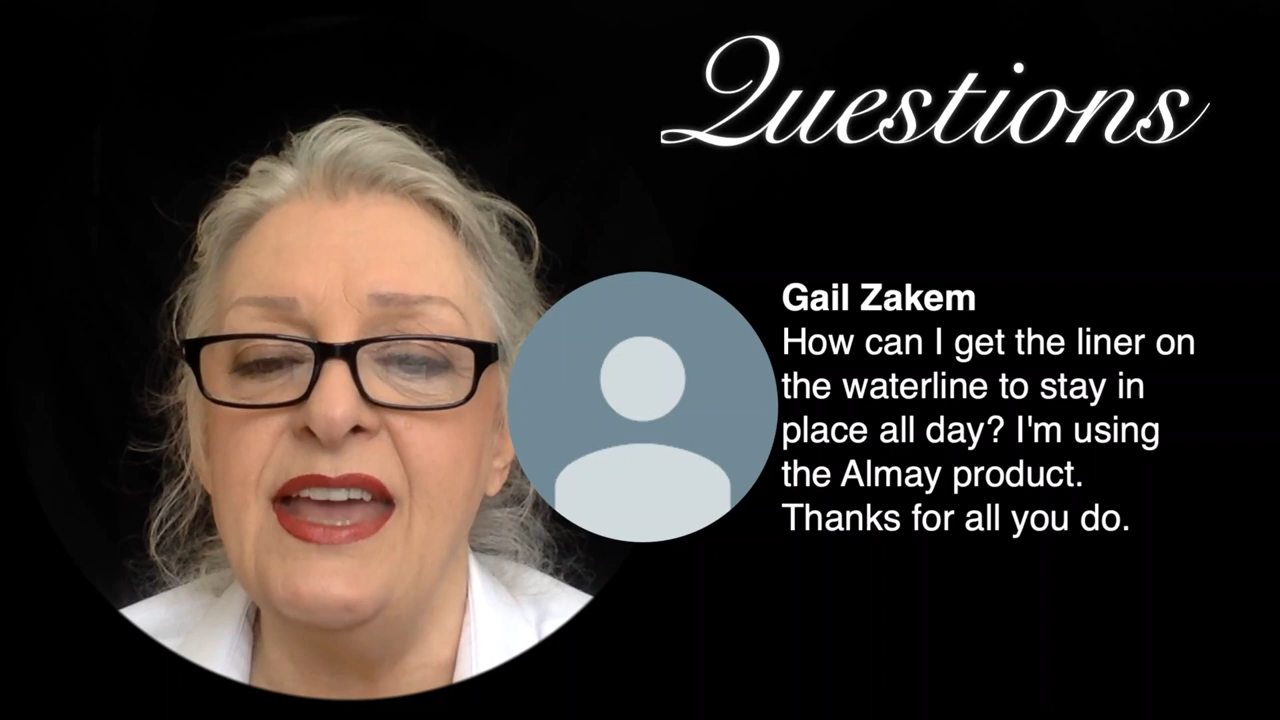 Questions
Gail Zakem
How can I get the liner on
the waterline to stay in
place all day? I'm using
the Almay product.
Thanks for all you do.